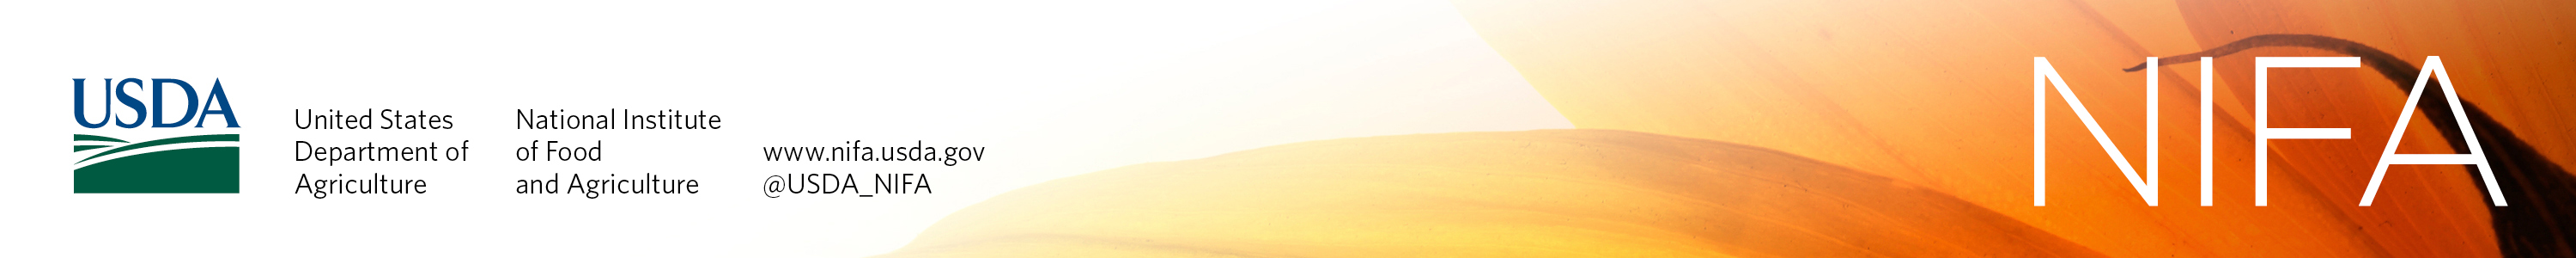 USDA
United States
Department of
Agriculture
National Institute
of Food
and Agriculture
www.nifa.usda.gov
@USDA_NIFA
NIFA